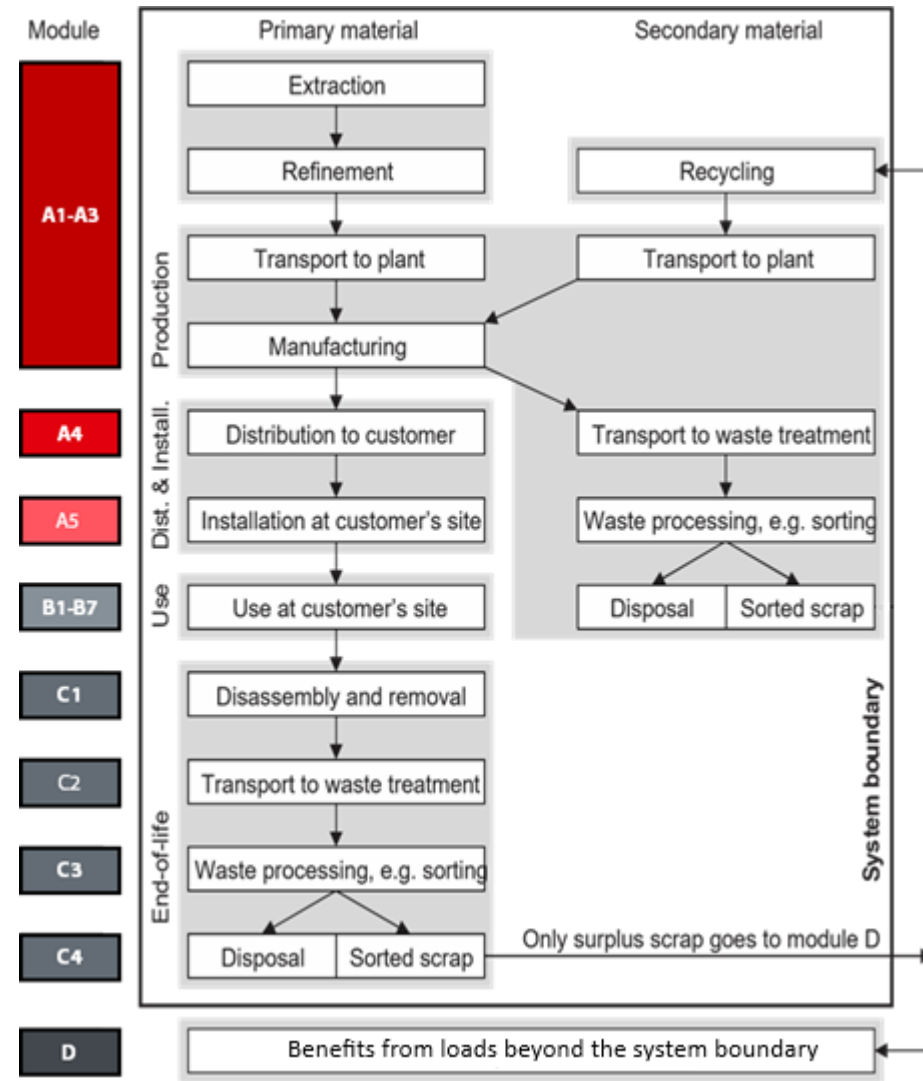 Module
Primary material
Secondary material
A1-A3
Production
Extraction
Refinement
Recycling
Transport to plant
Transport to plant
Manufacturing
A4
Dist. & Install.
Distribution to customer
Transport to waste treatment
A5
Installation at customer's site
Waste processing, e.g. sorting
B1-B7
Use
Use at customer's site
Disposal
Sorted scrap
C1
End-of-life
Disassembly and removal
System boundary
C2
Transport to waste treatment
C3
Waste processing, e.g. sorting
C4
Disposal
Sorted scrap
Only surplus scrap goes to module D
D
Benefits from loads beyond the system boundary